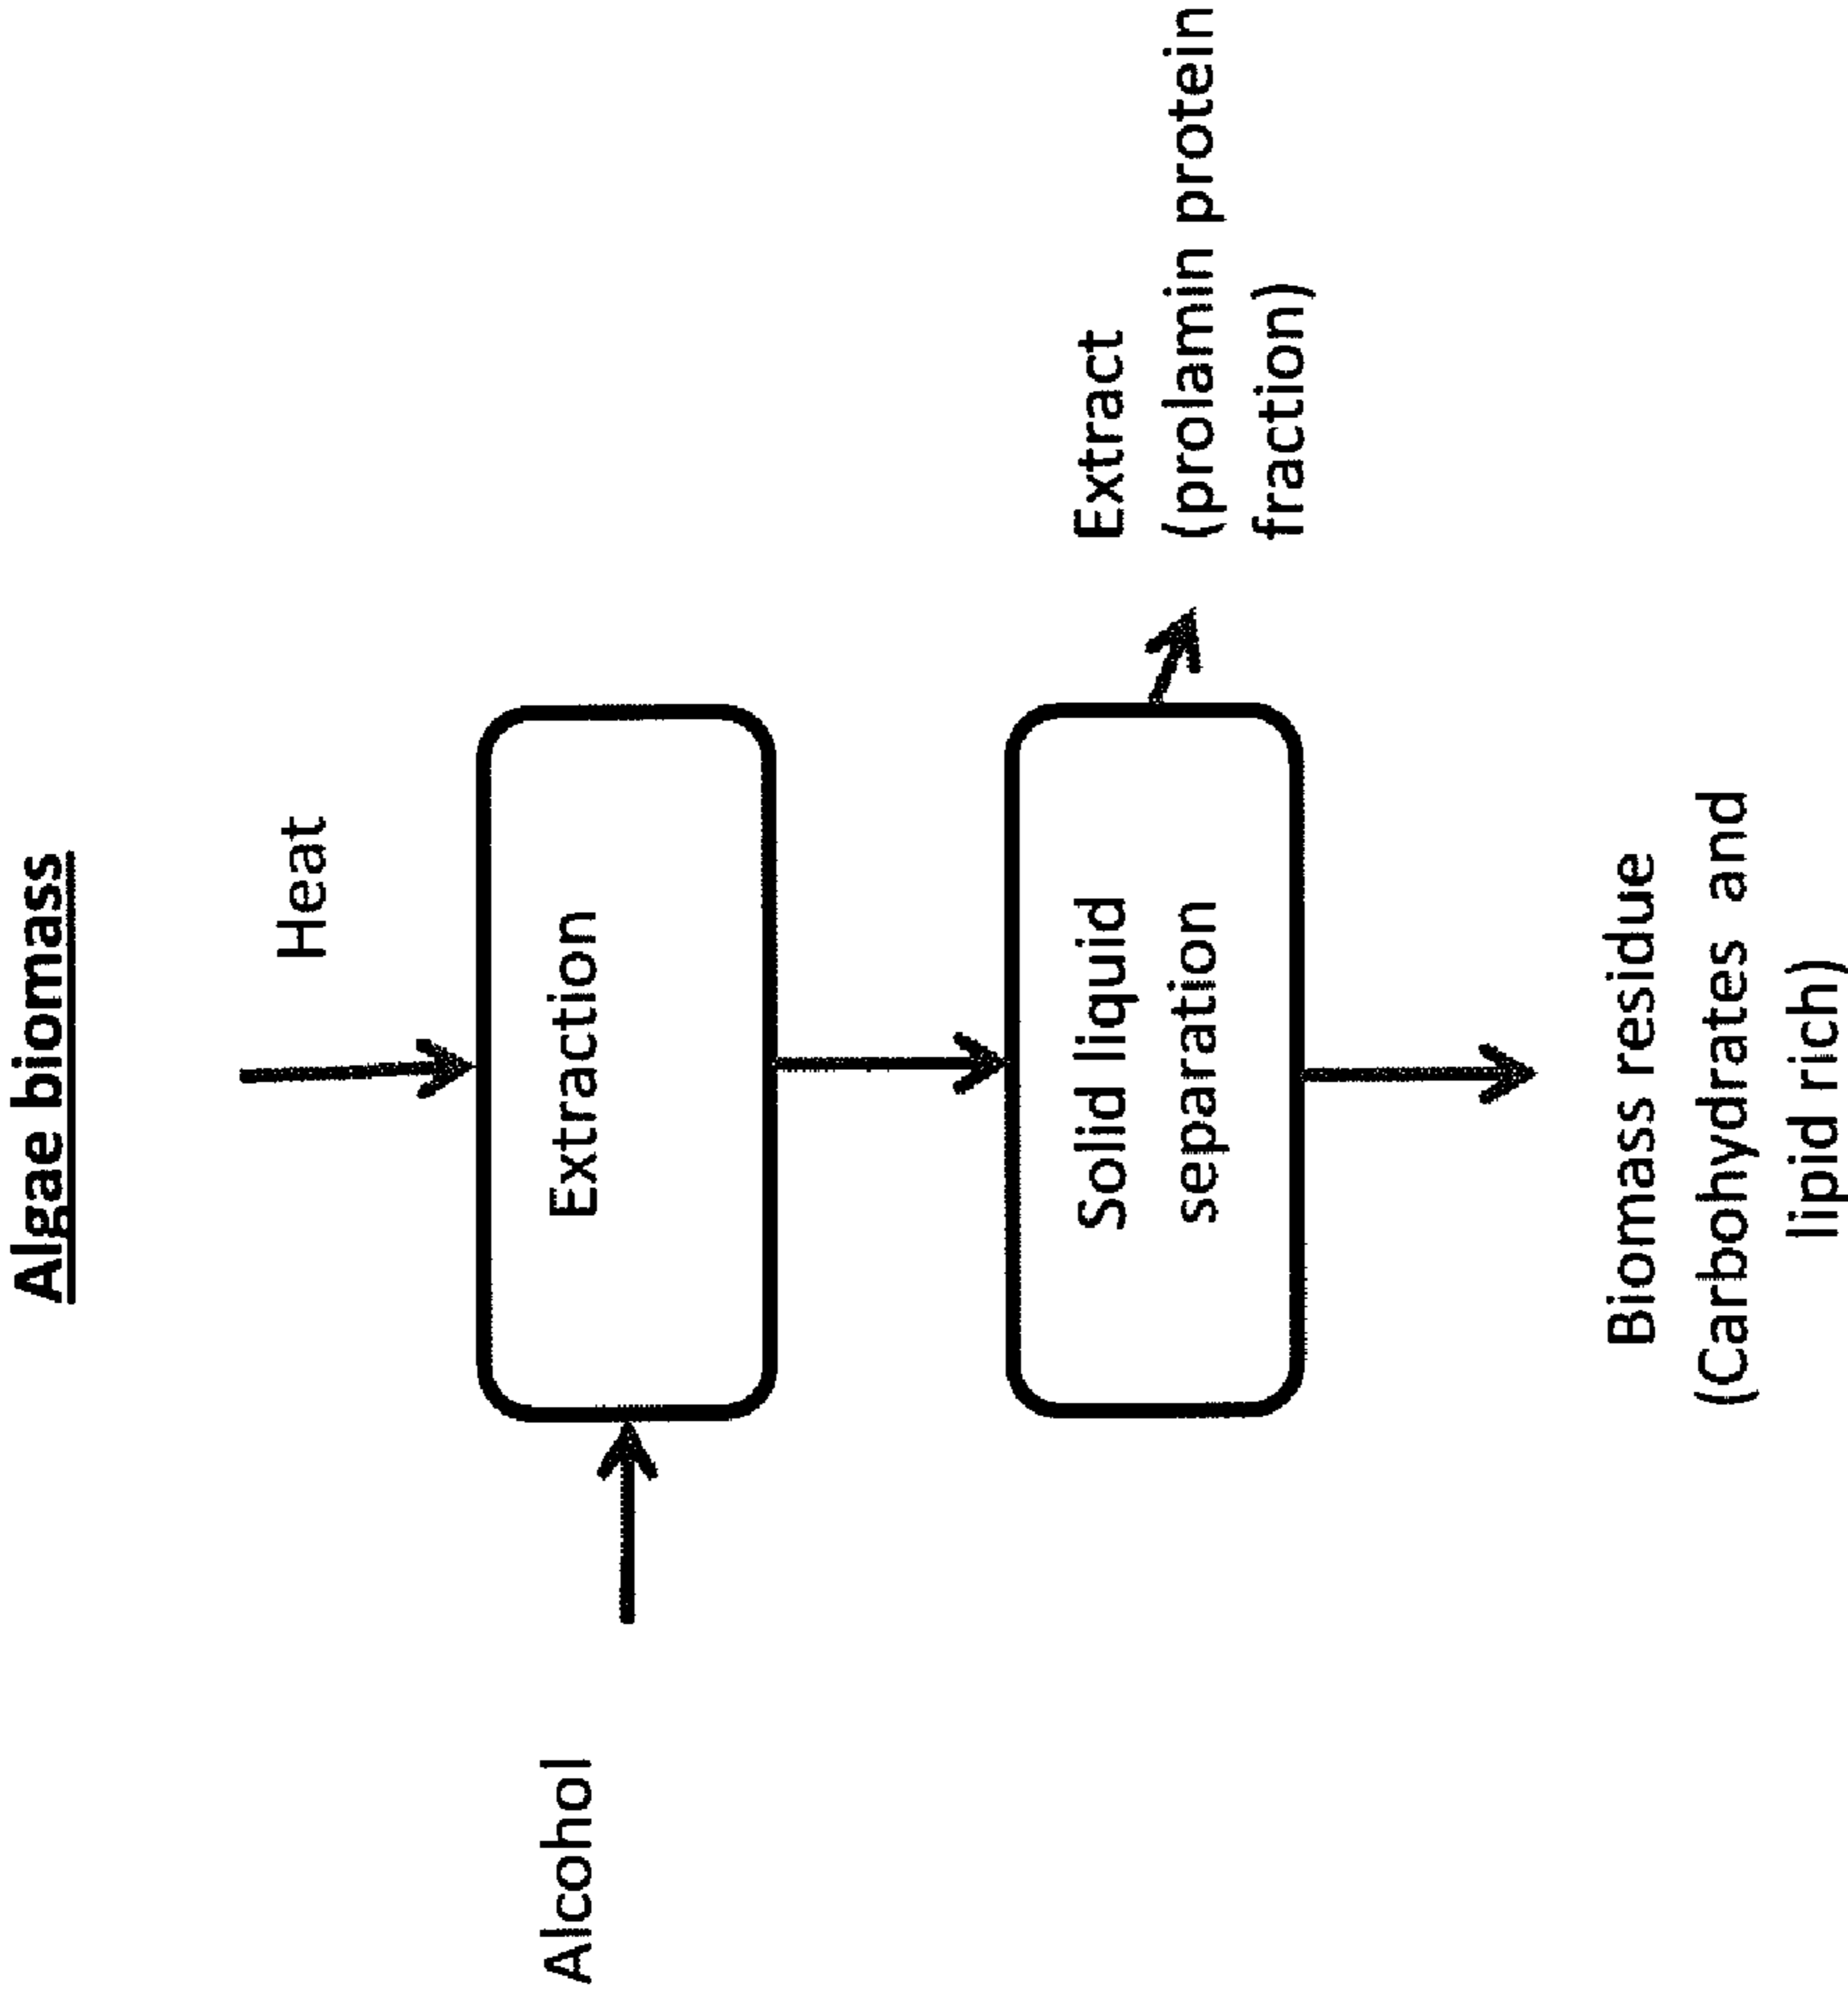 Algae biomass
Heat
Alcohol
Extraction
Solid liquid
separation
Extract
(prolamin protein
fraction)
Biomass residue
(Carbohydrates and
lipid rich)